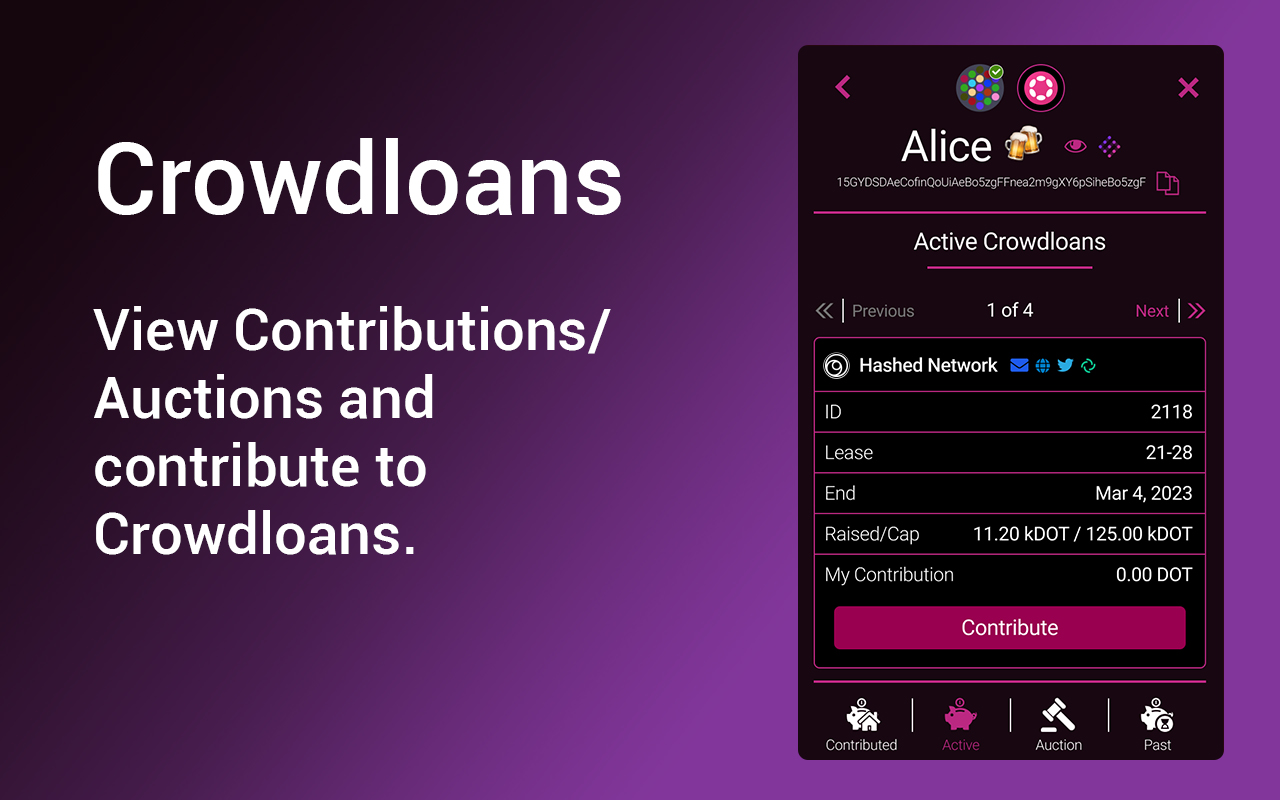 Crowdloans
View Contributions/
Auctions and
contribute to
Crowdloans.
Alice
15GYDSDAeCofinQoUiAeBo5zgFFnea2m9gXY6pSiheBo5zgF
Active Crowdloans
Previous 1 of 4 Next
Hashed Network
ID 2118
Lease 21-28
End Mar 4, 2023
Raised/Cap 11.20 kDOT / 125.00 kDOT
My Contribution 0.00 DOT
Contribute
Contributed Active Auction Past